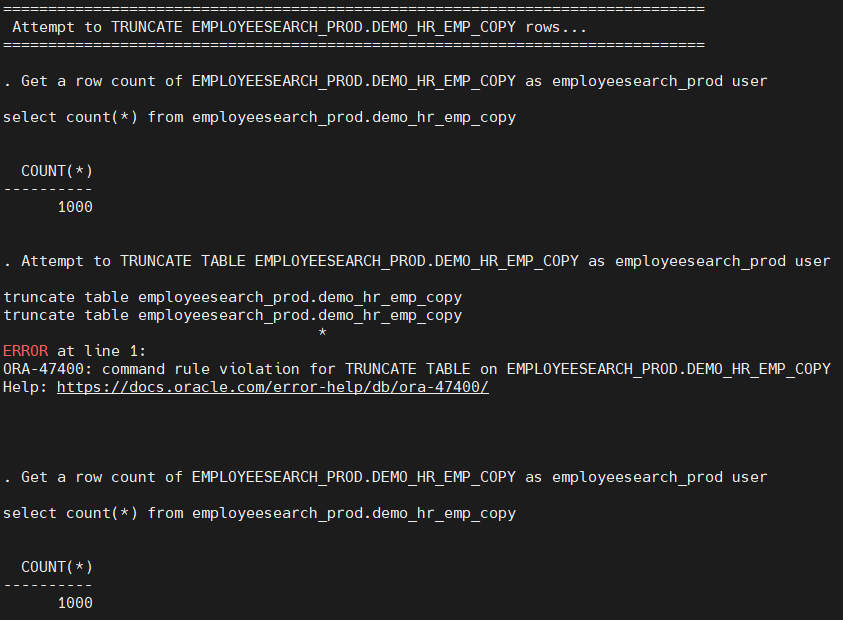 ==============================================================================
Attempt to TRUNCATE EMPLOYEESEARCH_PROD.DEMO_HR_EMP_COPY rows...
==============================================================================
. Get a row count of EMPLOYEESEARCH_PROD.DEMO_HR_EMP_COPY as employeesearch_prod user
select count(*) from employeesearch_prod.demo_hr_emp_copy
COUNT(*)
----------
1000
. Attempt to TRUNCATE TABLE EMPLOYEESEARCH_PROD.DEMO_HR_EMP_COPY as employeesearch_prod user
truncate table employeesearch_prod.demo_hr_emp_copy
truncate table employeesearch_prod.demo_hr_emp_copy
*
ERROR at line 1:
ORA-47400: command rule violation for TRUNCATE TABLE on EMPLOYEESEARCH_PROD.DEMO_HR_EMP_COPY
Help: https://docs.oracle.com/error-help/db/ora-47400/
. Get a row count of EMPLOYEESEARCH_PROD.DEMO_HR_EMP_COPY as employeesearch_prod user
select count(*) from employeesearch_prod.demo_hr_emp_copy
COUNT(*)
----------
1000